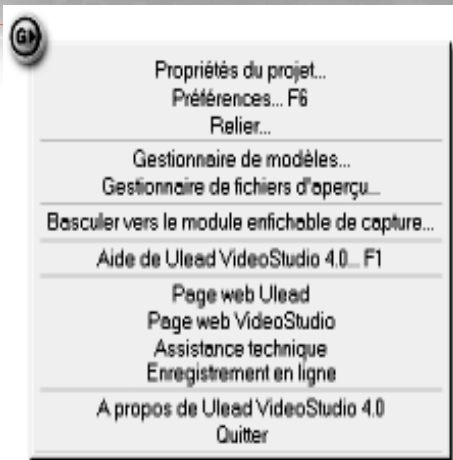 G
Propriétés du projet...
Préférences... F6
Relier...
Gestionnaire de modèles...
Gestionnaire de fichiers d'aperçu...
Basculer vers le module enfichable de capture...
Aide de Ulead VideoStudio 4.0... F1
Page web Ulead
Page web VideoStudio
Assistance technique
Enregistrement en ligne
A propos de Ulead VideoStudio 4.0
Quitter